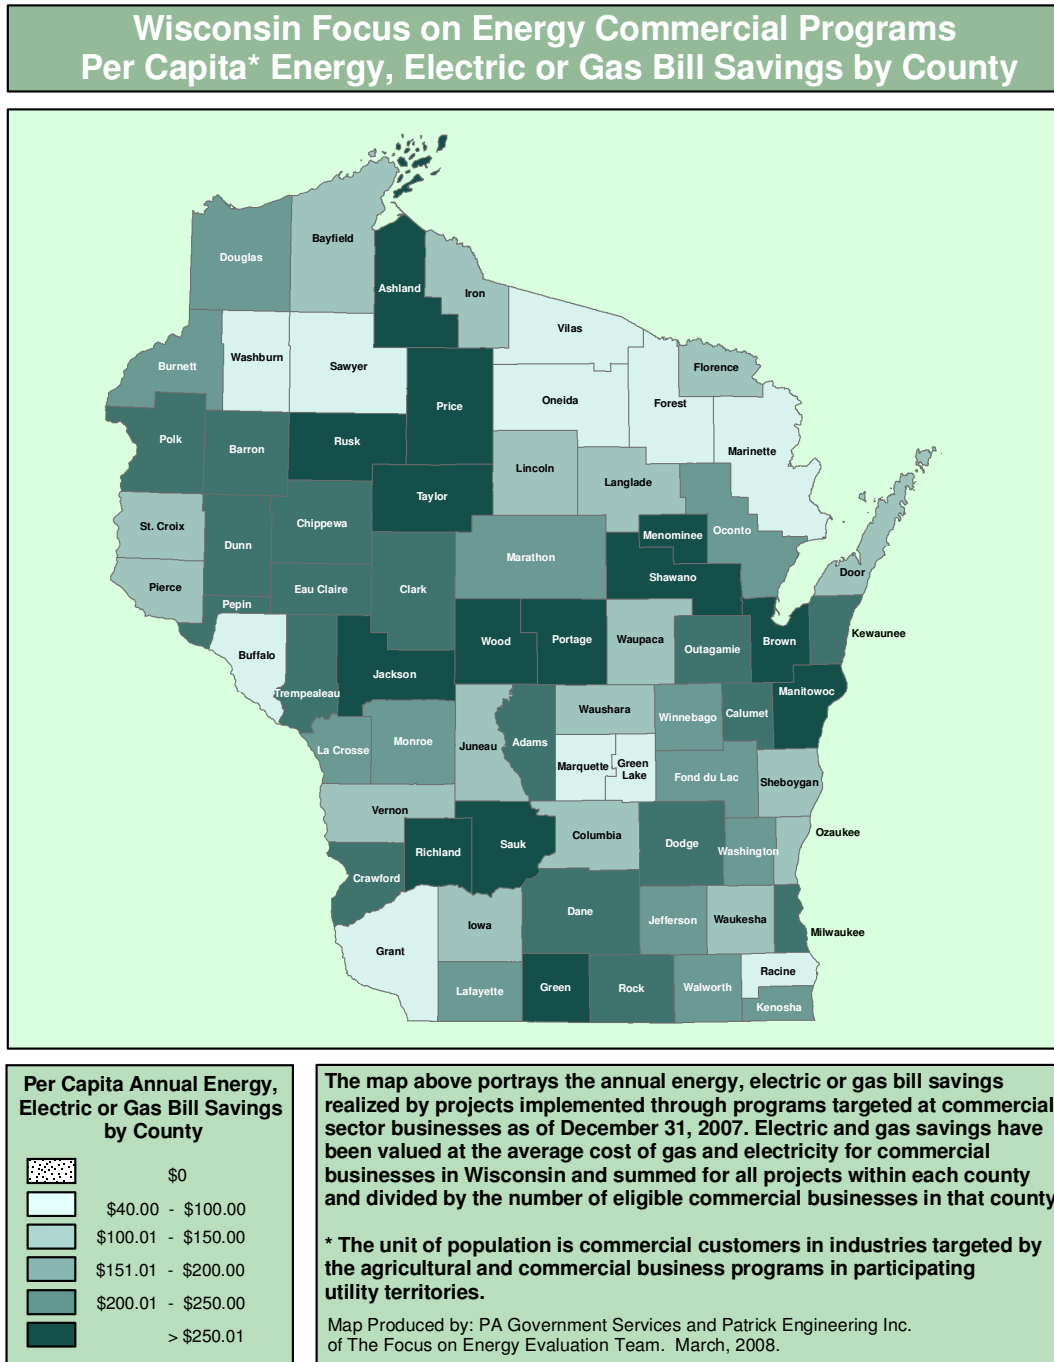 Wisconsin Focus on Energy Commercial Programs
Per Capita* Energy, Electric or Gas Bill Savings by County
Douglas
Bayfield
Ashland
Iron
Vilas
Burnett
Washburn
Sawyer
Florence
Price
Oneida
Forest
Polk
Barron
Rusk
Marinette
Lincoln
Langlade
Taylor
St. Croix
Chippewa
Menominee
Oconto
Dunn
Marathon
Shawano
Door
Pierce
Eau Claire
Clark
Pepin
Kewaunee
Buffalo
Wood
Portage
Waupaca
Outagamie
Brown
Jackson
Trempealeau
Manitowoc
Waushara
Winnebago
Calumet
La Crosse
Monroe
Juneau
Adams
Marquette
Green
Lake
Fond du Lac
Sheboygan
Vernon
Columbia
Ozaukee
Richland
Sauk
Dodge
Washington
Crawford
Dane
Jefferson
Waukesha
Milwaukee
Iowa
Grant
Racine
Lafayette
Green
Rock
Walworth
Kenosha
Per Capita Annual Energy,
Electric or Gas Bill Savings
by County
$0
$40.00 - $100.00
$100.01 - $150.00
$151.01 - $200.00
$200.01 - $250.00
> $250.01
The map above portrays the annual energy, electric or gas bill savings
realized by projects implemented through programs targeted at commercial
sector businesses as of December 31, 2007. Electric and gas savings have
been valued at the average cost of gas and electricity for commercial
businesses in Wisconsin and summed for all projects within each county
and divided by the number of eligible commercial businesses in that county
* The unit of population is commercial customers in industries targeted by
the agricultural and commercial business programs in participating
utility territories.
Map Produced by: PA Government Services and Patrick Engineering Inc.
of The Focus on Energy Evaluation Team. March, 2008.